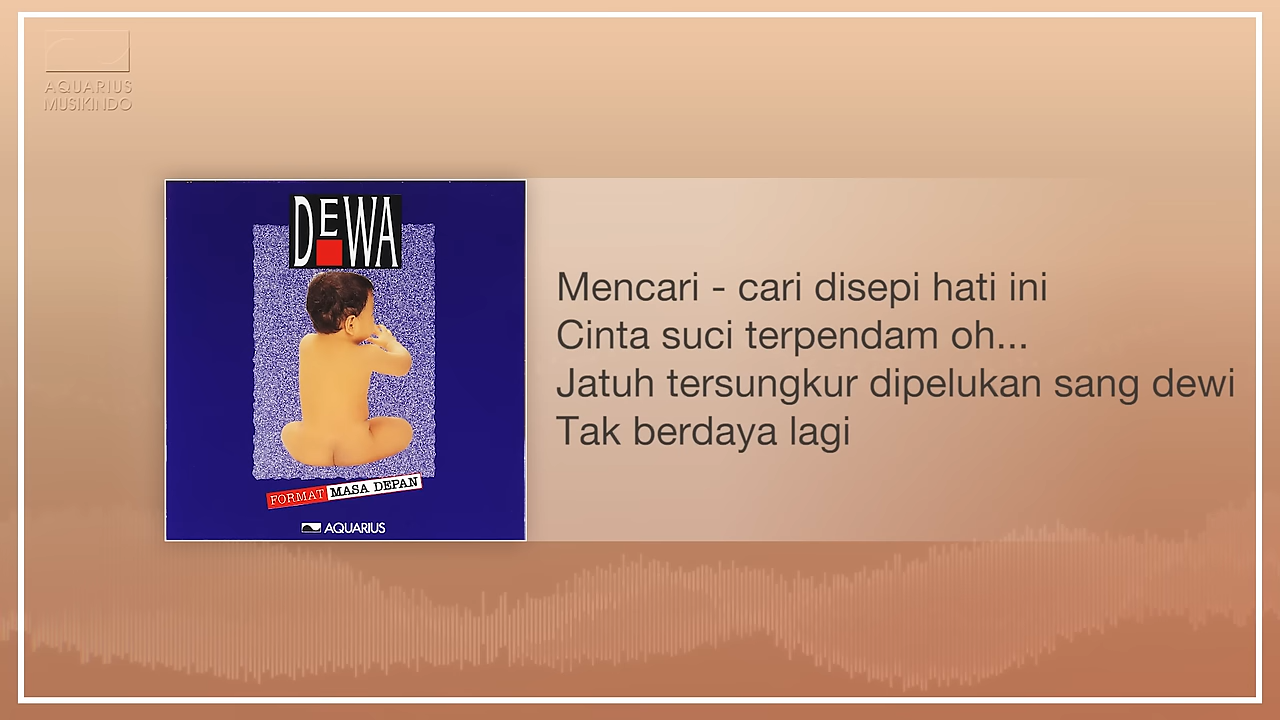 AQUARIUS
MUSIKINDO
DEWA
FORMAT MASA DEPAN
AQUARIUS
Mencari - cari disepi hati ini
Cinta suci terpendam oh...
Jatuh tersungkur dipelukan sang dewi
Tak berdaya lagi